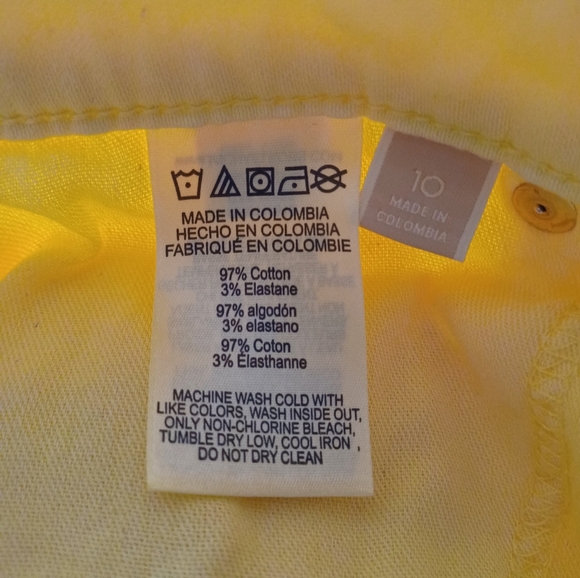 MADE IN COLOMBIA
HECHO EN COLOMBIA
FABRIQUÉ EN COLOMBIE
97% Cotton
3% Elastane
97% algodón
3% elastano
97% Coton
3% Élasthanne
MACHINE WASH COLD WITH
LIKE COLORS, WASH INSIDE OUT,
ONLY NON-CHLORINE BLEACH,
TUMBLE DRY LOW, COOL IRON ,
DO NOT DRY CLEAN
10
MADE IN
COLOMBIA